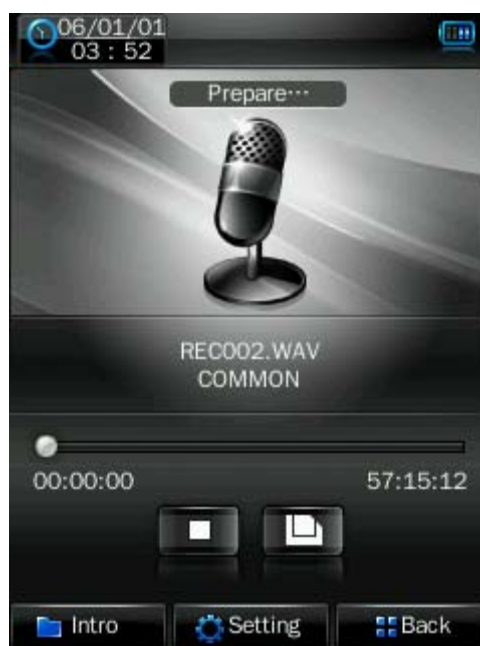 06/01/01
03 : 52
Prepare···
REC002.WAV
COMMON
00:00:00 57:15:12
Intro Setting Back